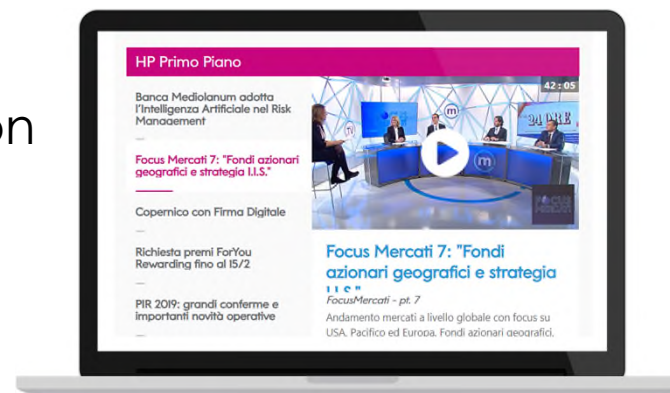 on
HP Primo Piano
Banca Mediolanum adotta
l'Intelligenza Artificiale nel Risk
Management
Focus Mercati 7: "Fondi azionari
geografici e strategia I.I.S."
Copernico con Firma Digitale
Richiesta premi ForYou
Rewarding fino al 15/2
PIR 2019: grandi conferme e
importanti novità operative
42:05
TV
m
24 ORE
m
FOCUS
MERCATI
Focus Mercati 7: "Fondi
azionari geografici e strategia
I.I.S."
FocusMercati - pt. 7
Andamento mercati a livello globale con focus su
USA, Pacifico ed Europa. Fondi azionari geografici,